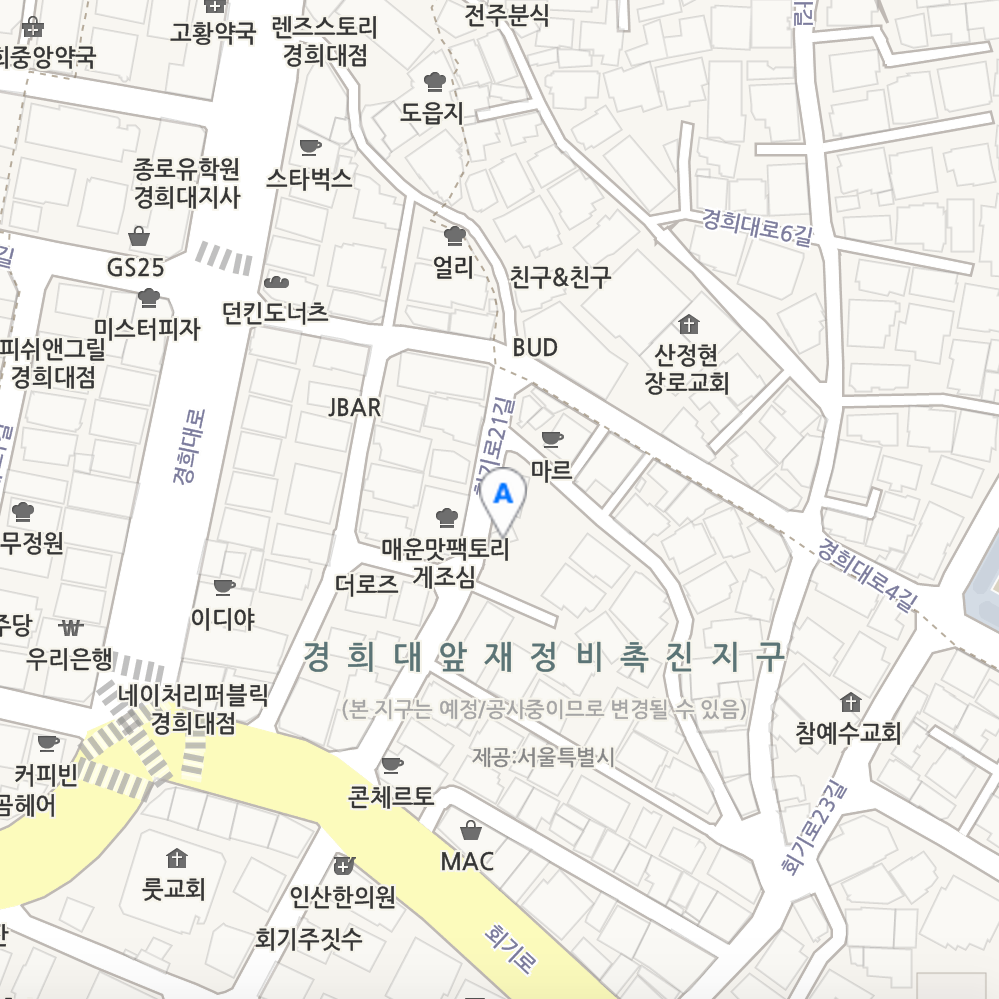 전주분식
고황약국
렌즈스토리
경희대점
희중앙약국
도읍지
종로유학원
경희대지사
스타벅스
경희대로6길
GS25
얼리
친구&친구
던킨도너츠
미스터피자
BUD
산정현
장로교회
피쉬앤그릴
경희대점
JBAR
경희대로
회기로21길
마르
A
무정원
매운맛팩토리
게조심
더로즈
경희대로4길
이디야
주당
₩
우리은행
경희대앞재정비촉진지구
(본 지구는 예정/공사중이므로 변경될 수 있음)
네이처리퍼블릭
경희대점
참예수교회
제공:서울특별시
커피빈
곰헤어
콘체르토
회기로23길
MAC
룻교회
인산한의원
회기주짓수
회기로